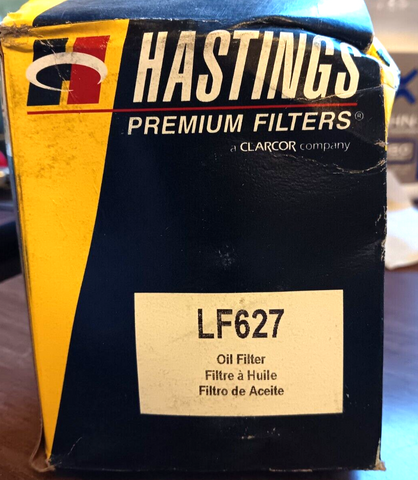 HASTINGS
PREMIUM FILTERS®
a CLARCOR company
LF627
Oil Filter
Filtre à Huile
Filtro de Aceite